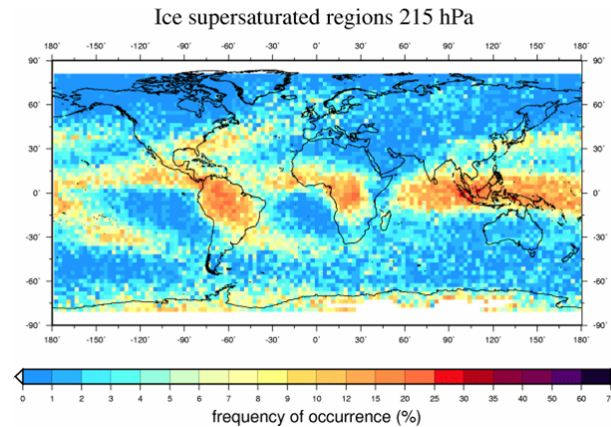 Ice supersaturated regions 215 hPa
180˚ -150˚ -120˚ -90˚ -60˚ -30˚ 0˚ 30˚ 60˚ 90˚ 120˚ 150˚ 180˚
90˚ 90˚
60˚ 60˚
30˚ 30˚
0˚ 0˚
-30˚ -30˚
-60˚ -60˚
-90˚ -90˚
180˚ -150˚ -120˚ -90˚ -60˚ -30˚ 0˚ 30˚ 60˚ 90˚ 120˚ 150˚ 180˚
0 1 2 3 4 5 6 7 8 9 10 12 14 16 20 25 30 35 40 50 60
frequency of occurrence (%)